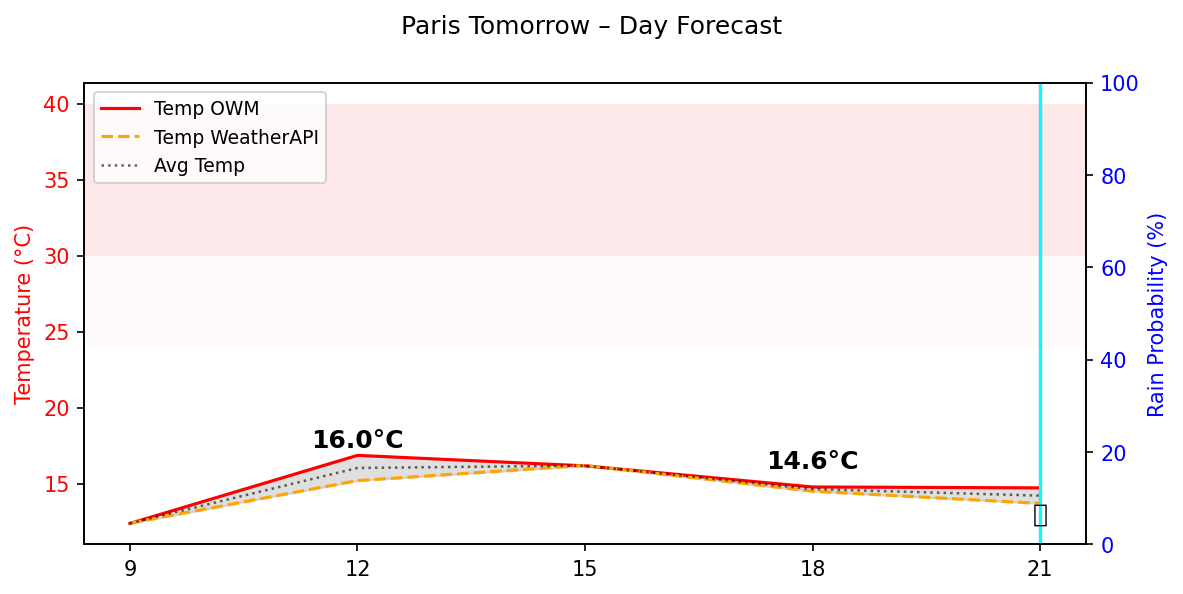 Paris Tomorrow – Day Forecast
Temp OWM
Temp WeatherAPI
Avg Temp
Temperature (°C)
40
35
30
25
20
15
16.0°C
14.6°C
100
80
60
40
20
0
Rain Probability (%)
9
12
15
18
21